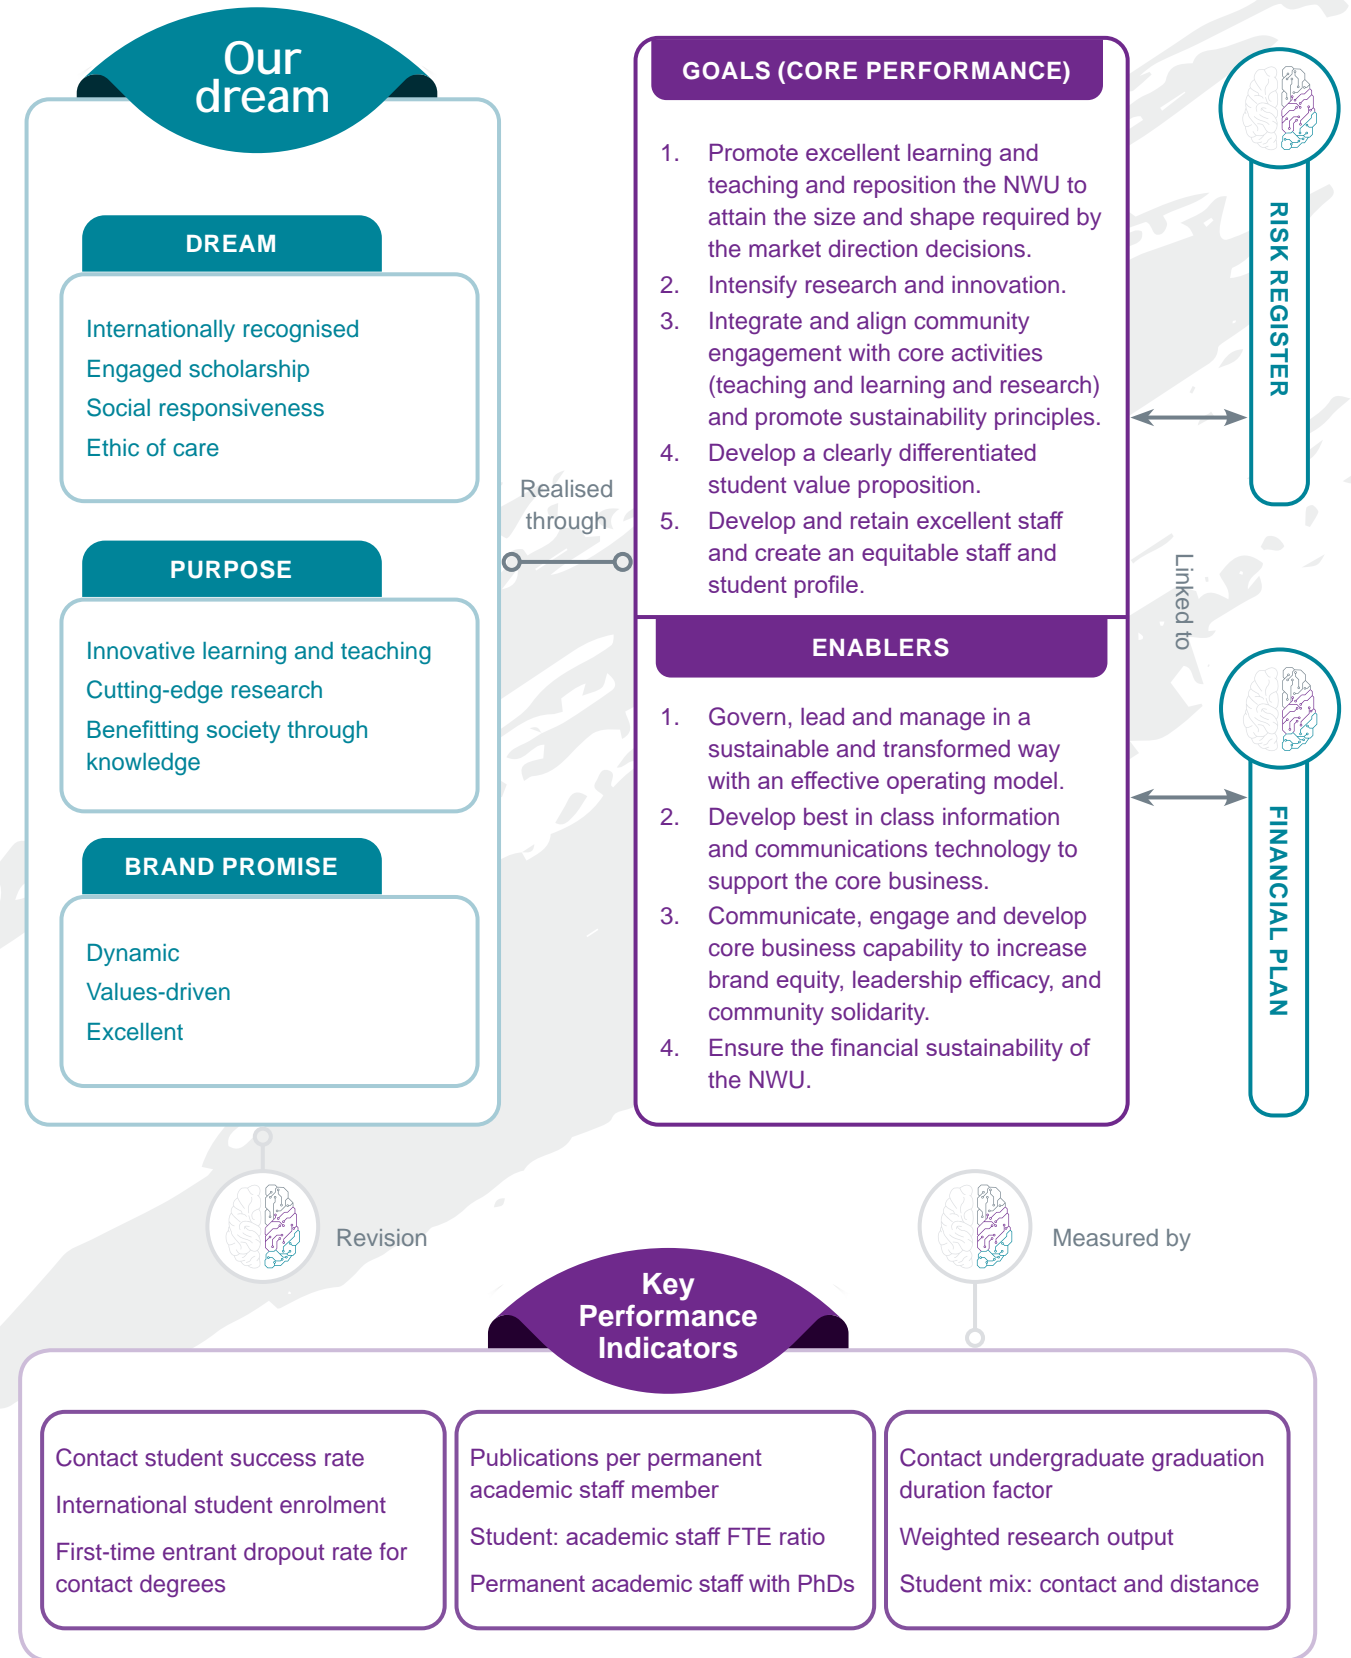 Our
dream
DREAM
Internationally recognised
Engaged scholarship
Social responsiveness
Ethic of care
PURPOSE
Innovative learning and teaching
Cutting-edge research
Benefitting society through
knowledge
BRAND PROMISE
Dynamic
Values-driven
Excellent
Realised
through
GOALS (CORE PERFORMANCE)
1. Promote excellent learning and
teaching and reposition the NWU to
attain the size and shape required by
the market direction decisions.
2. Intensify research and innovation.
3. Integrate and align community
engagement with core activities
(teaching and learning and research)
and promote sustainability principles.
4. Develop a clearly differentiated
student value proposition.
5. Develop and retain excellent staff
and create an equitable staff and
student profile.
ENABLERS
1. Govern, lead and manage in a
sustainable and transformed way
with an effective operating model.
2. Develop best in class information
and communications technology to
support the core business.
3. Communicate, engage and develop
core business capability to increase
brand equity, leadership efficacy, and
community solidarity.
4. Ensure the financial sustainability of
the NWU.
Linked to
RISK REGISTER
FINANCIAL PLAN
Revision
Measured by
Key
Performance
Indicators
Contact student success rate
International student enrolment
First-time entrant dropout rate for
contact degrees
Publications per permanent
academic staff member
Student: academic staff FTE ratio
Permanent academic staff with PhDs
Contact undergraduate graduation
duration factor
Weighted research output
Student mix: contact and distance